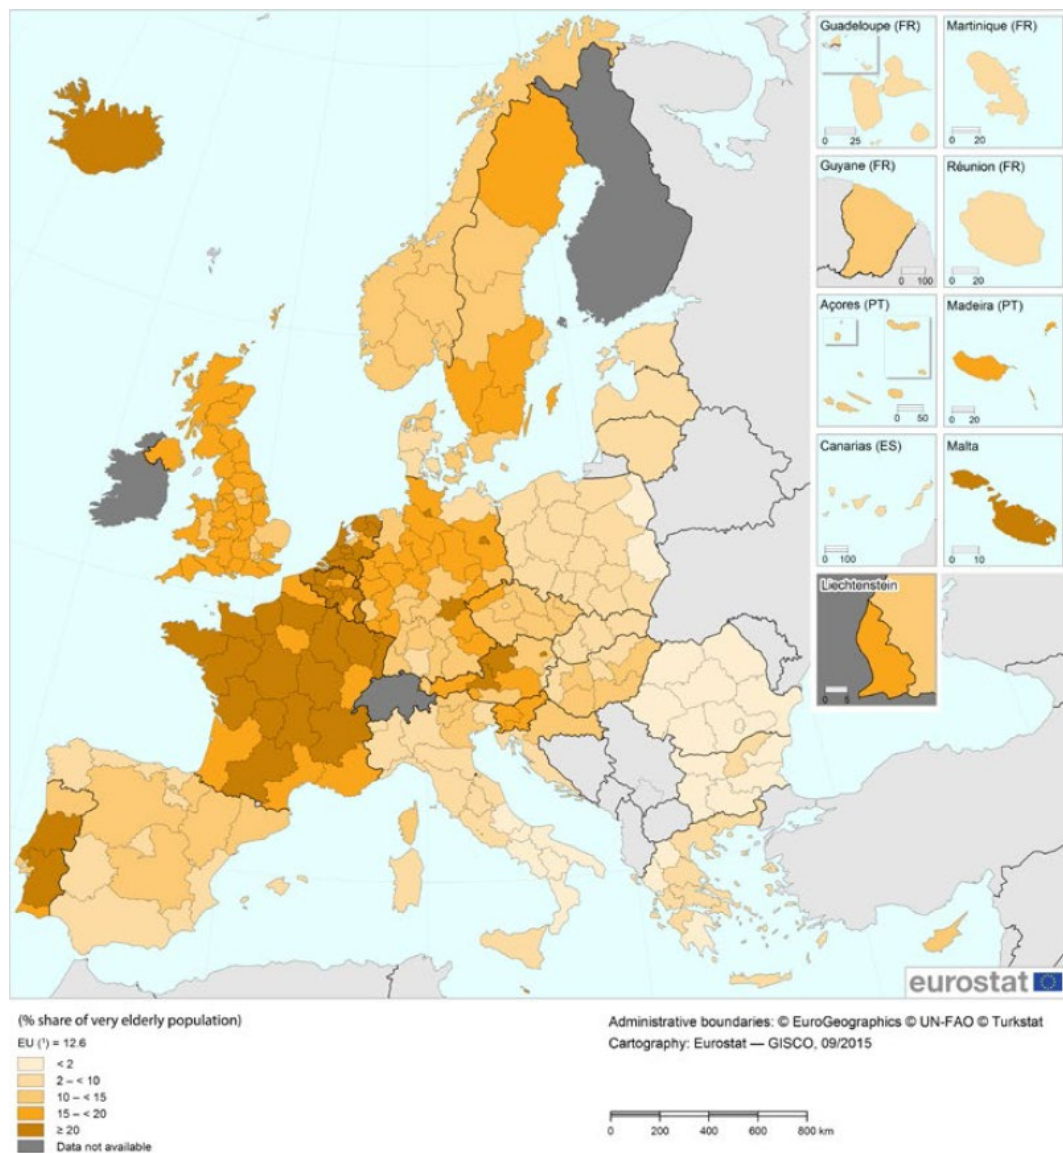 Guadeloupe (FR)
0 25
Martinique (FR)
0 20
Guyane (FR)
0 100
Réunion (FR)
0 20
Açores (PT)
0 50
Madeira (PT)
0 20
Canarias (ES)
0 100
Malta
0 10
Liechtenstein
0 5
eurostat
(% share of very elderly population)
EU (¹) = 12.6
< 2
2 – < 10
10 – < 15
15 – < 20
≥ 20
Data not available
Administrative boundaries: © EuroGeographics © UN-FAO © Turkstat
Cartography: Eurostat — GISCO, 09/2015
0 200 400 600 800 km